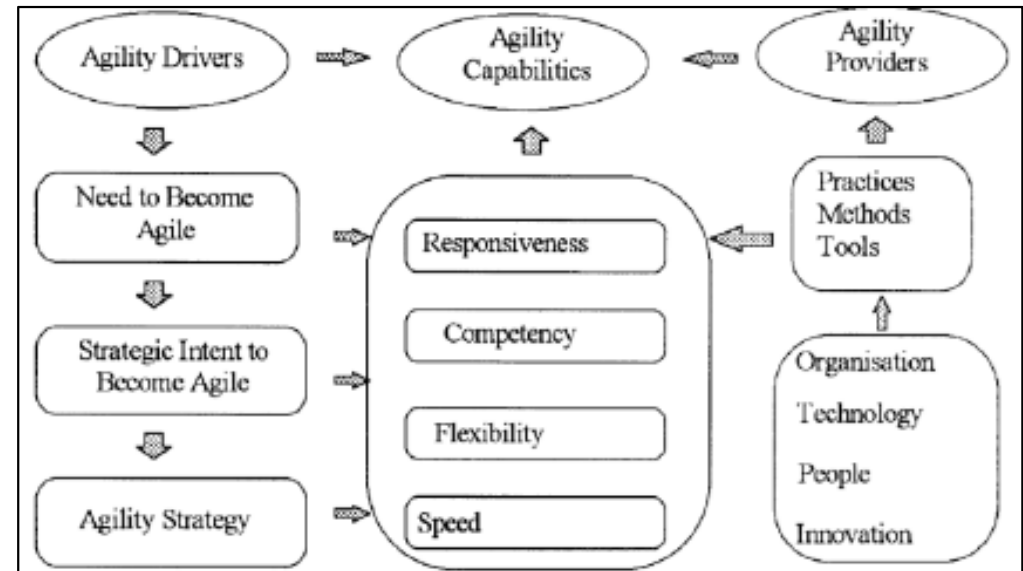 Agility Drivers
Agility
Capabilities
Agility
Providers
Need to Become
Agile
Strategic Intent to
Become Agile
Agility Strategy
Responsiveness
Competency
Flexibility
Speed
Practices
Methods
Tools
Organisation
Technology
People
Innovation